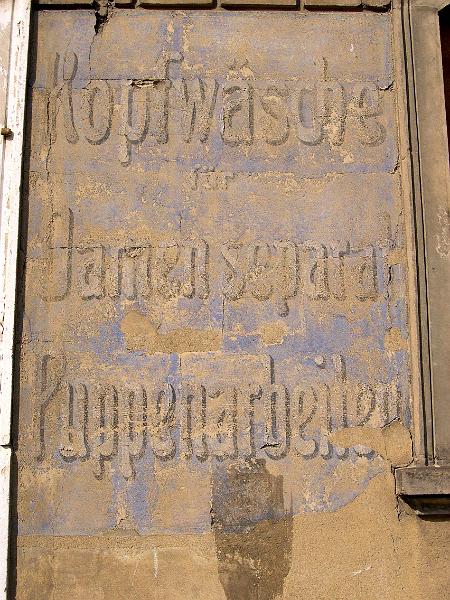 Kopfwäsche
für
Damen separat
Puppenarbeiten